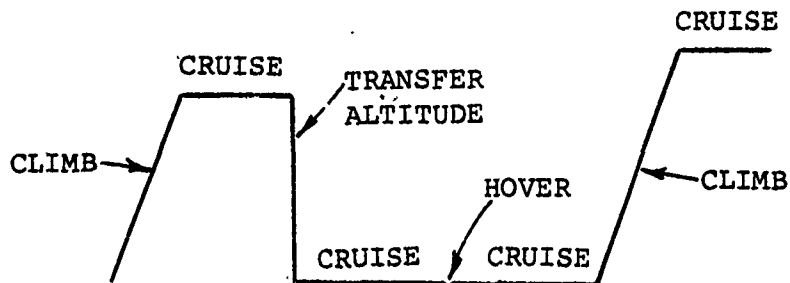 CRUISE
CRUISE
TRANSFER
ALTITUDE
CLIMB
HOVER
CLIMB
CRUISE
CRUISE